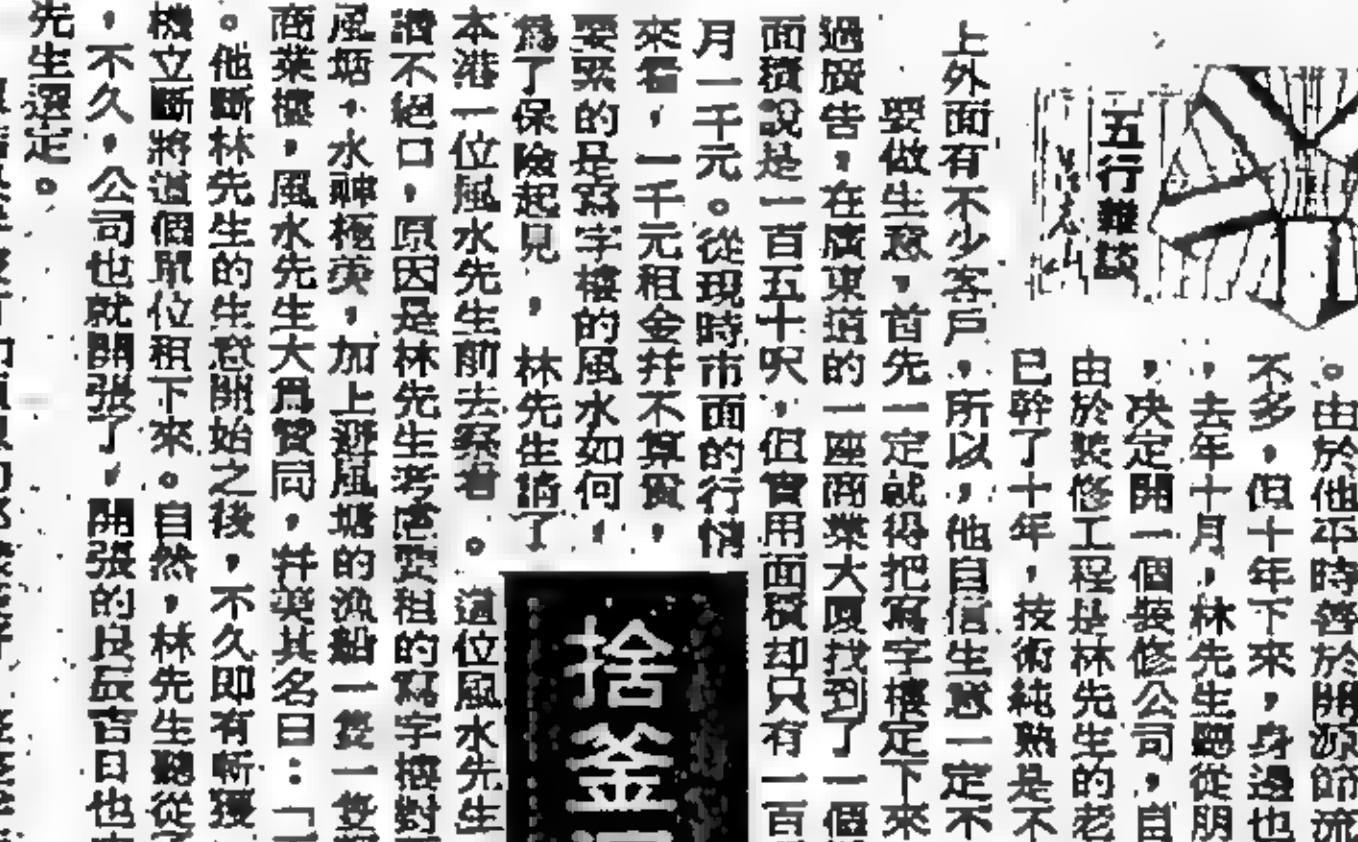 五行雜談
。由於他平時善於開源節流
不多,但十年下來,身邊也
,去年十月,林先生聽從朋
,決定開一個裝修公司,自
由於裝修工程是林先生的老
已幹了十年,技術純熟是不
上外面有不少客戶,所以,他自信生意一定不
要做生意,首先一定就得把寫字樓定下來
過廣告,在廣東道的一座商業大廈找到了一個
面積說是一百五十呎,但實用面積却只有一百
月一千元。從現時市面的行情
來看,一千元租金并不算貴,
要緊的是寫字樓的風水如何,
為了保險起見,林先生請了
捨釜
本港一位風水先生前去察看。這位風水先生
讚不絕口,原因是林先生考慮要租的寫字樓對
風塘,水神極美,加上避風塘的漁船一隻一隻
商業樓,風水先生大為贊同,并美其名曰:「
。他斷林先生的生意開始之後,不久即有斬獲
機立斷將這個單位租下來。自然,林先生聽從
,不久,公司也就開張了,開張的良辰吉日也
先生選定。